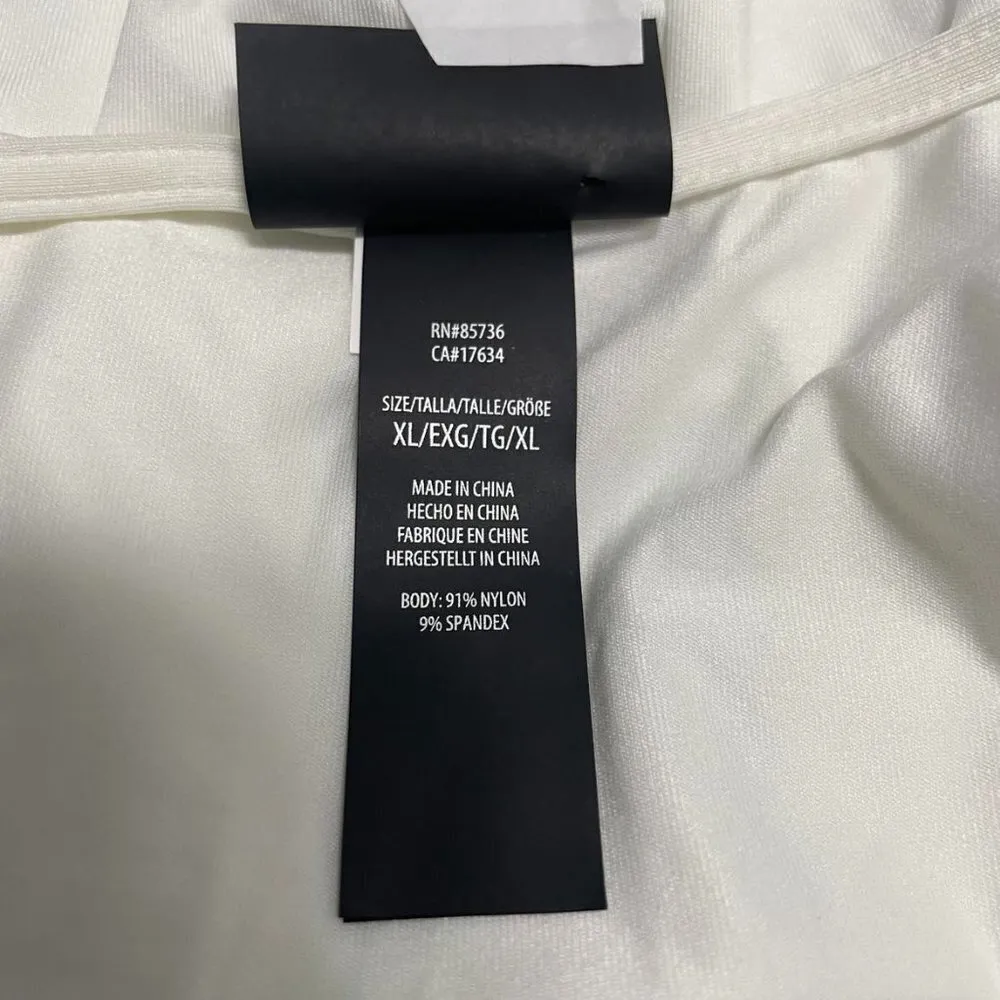 RN#85736
CA#17634
SIZE/TALLA/TALLE/GRÖßE
XL/EXG/TG/XL
MADE IN CHINA
HECHO EN CHINA
FABRIQUE EN CHINE
HERGESTELLT IN CHINA
BODY: 91% NYLON
9% SPANDEX